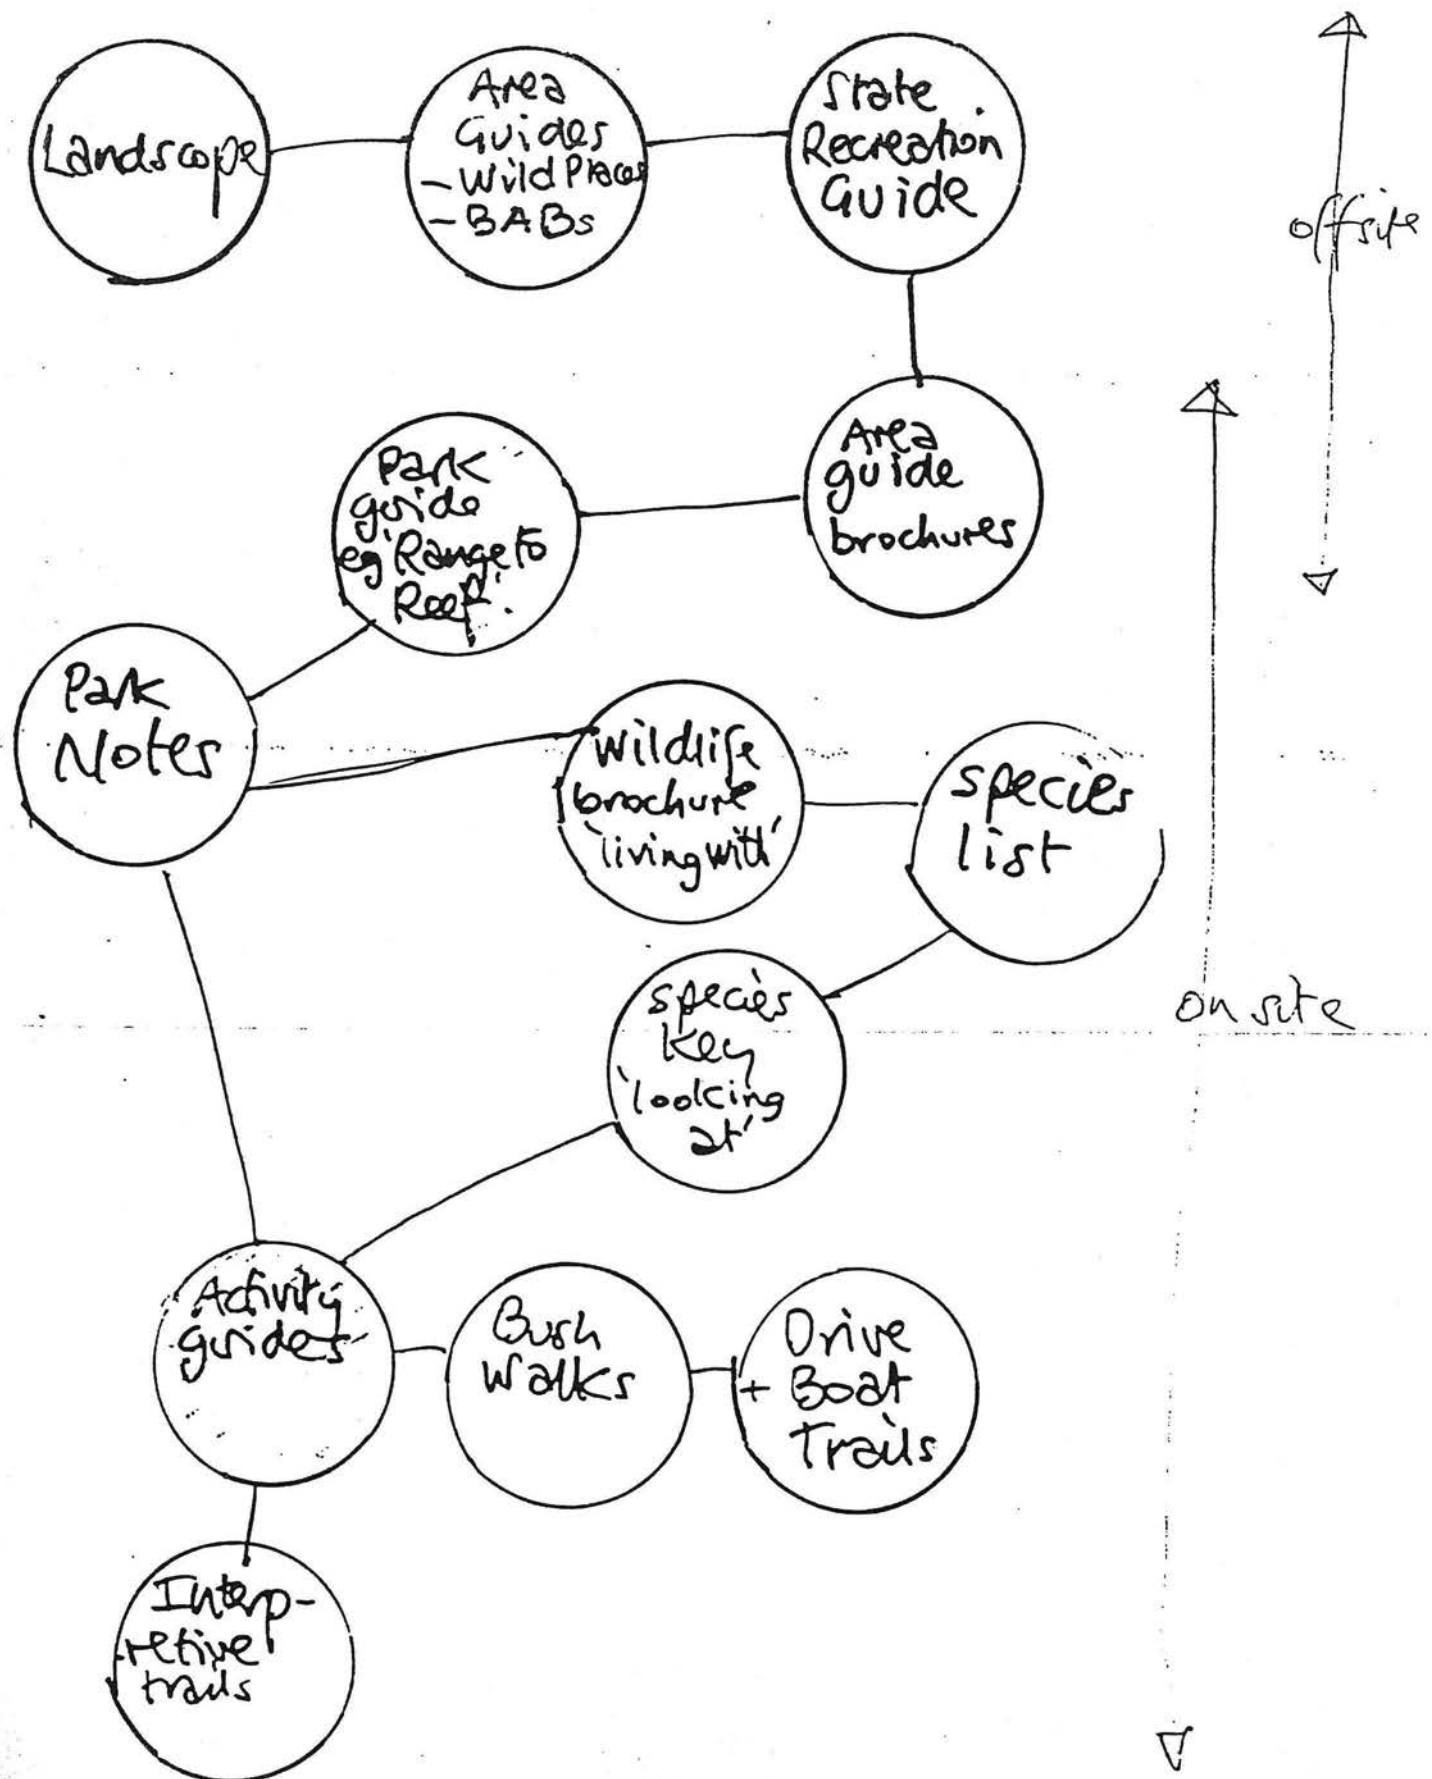 Landscope
Area
Guides
- Wild Places
- BABs
State
Recreation
Guide
offsite
Park
guide
eg 'Range to
Reef'.
Area
guide
brochures
Park
Notes
Wildlife
brochure
'living with'
species
list
species
key
'looking
at'
on site
Activity
guides
Bush
Walks
Drive
+ Boat
Trails
Interp-
retive
trails